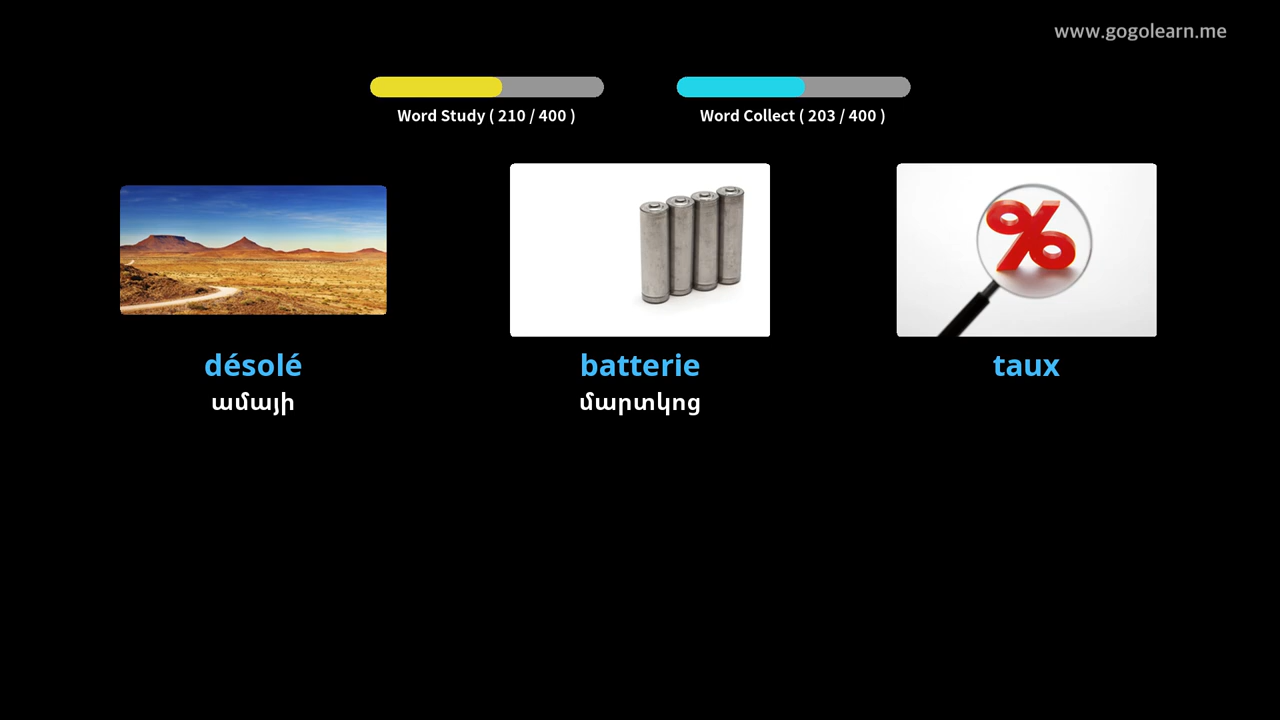 www.gogolearn.me
Word Study ( 210 / 400 )
Word Collect ( 203 / 400 )
désolé
batterie
taux
ամայի
մարտկոց
%